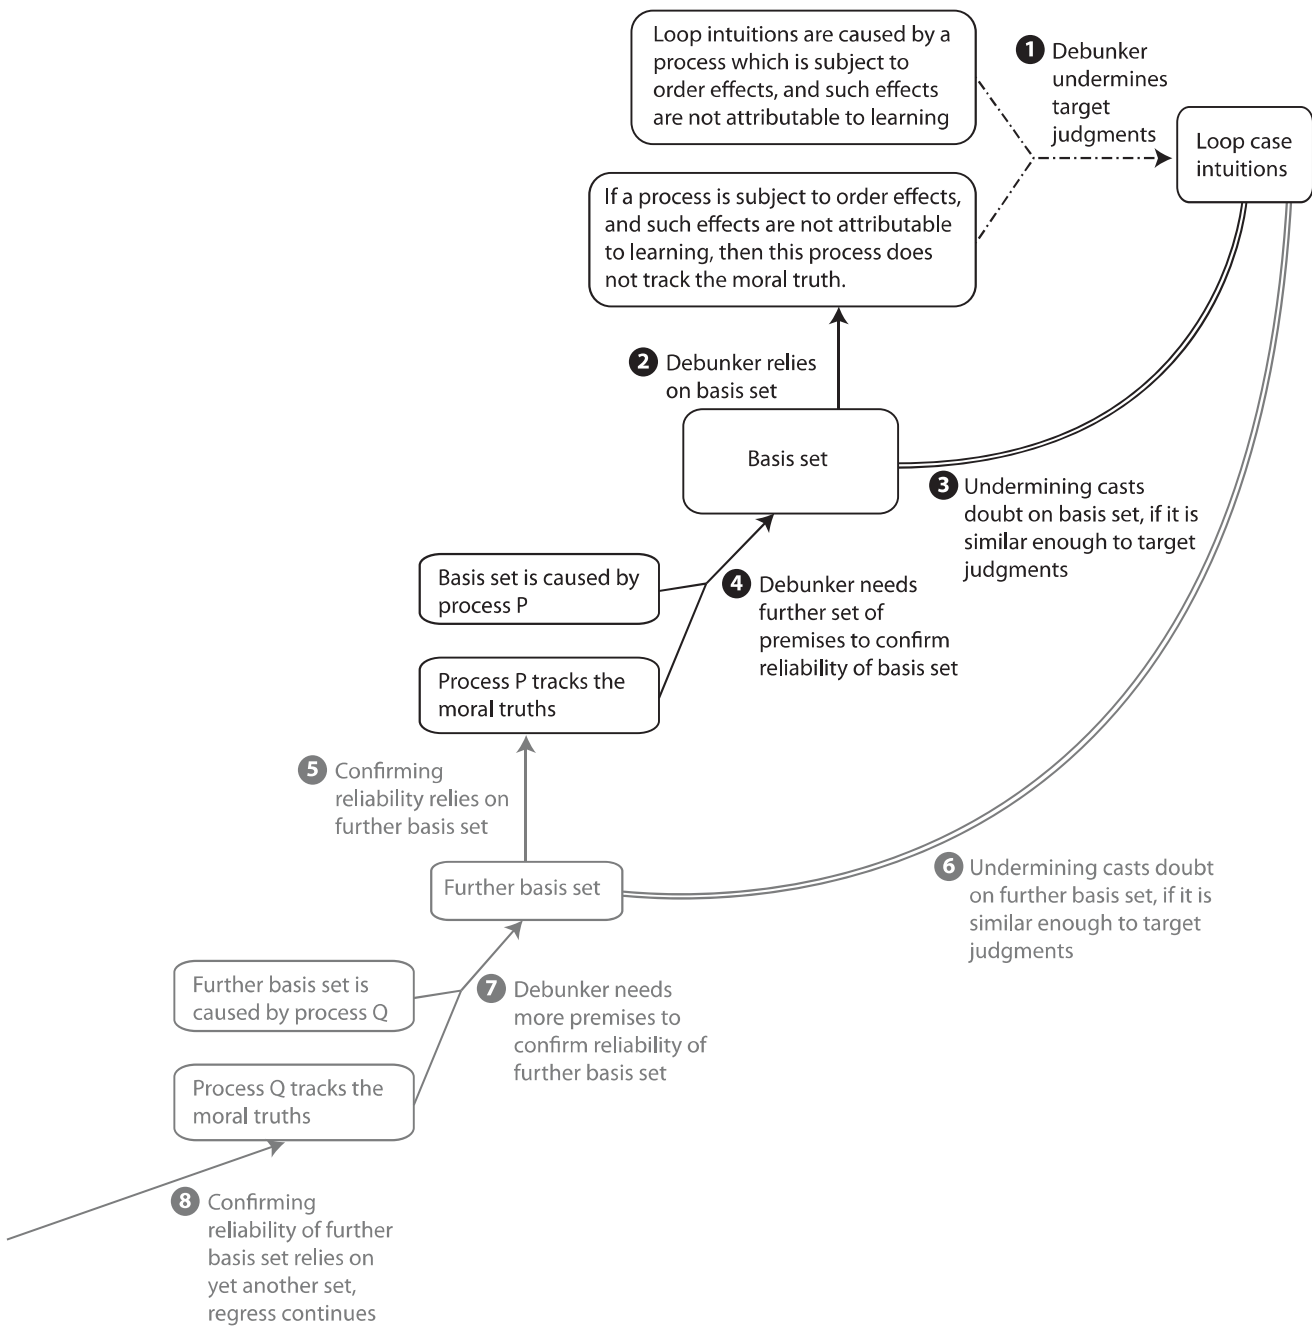 Loop intuitions are caused by a
process which is subject to
order effects, and such effects
are not attributable to learning
1 Debunker
undermines
target
judgments
Loop case
intuitions
If a process is subject to order effects,
and such effects are not attributable
to learning, then this process does
not track the moral truth.
2 Debunker relies
on basis set
Basis set
3 Undermining casts
doubt on basis set, if it is
similar enough to target
judgments
Basis set is caused by
process P
4 Debunker needs
further set of
premises to confirm
reliability of basis set
Process P tracks the
moral truths
5 Confirming
reliability relies on
further basis set
Further basis set
6 Undermining casts doubt
on further basis set, if it is
similar enough to target
judgments
Further basis set is
caused by process Q
7 Debunker needs
more premises to
confirm reliability of
further basis set
Process Q tracks the
moral truths
8 Confirming
reliability of further
basis set relies on
yet another set,
regress continues